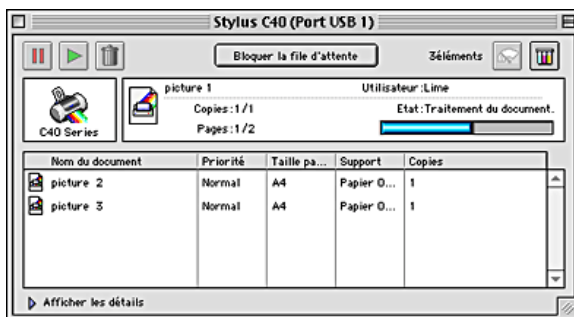 Stylus C40 (Port USB 1)
Bloquer la file d'attente
3éléments
picture 1
Utilisateur :Lime
Copies :1/1
Etat :Traitement du document.
C40 Series
Pages :1/2
Nom du document Priorité Taille pa... Support Copies
picture 2 Normal A4 Papier O... 1
picture 3 Normal A4 Papier O... 1
Afficher les détails